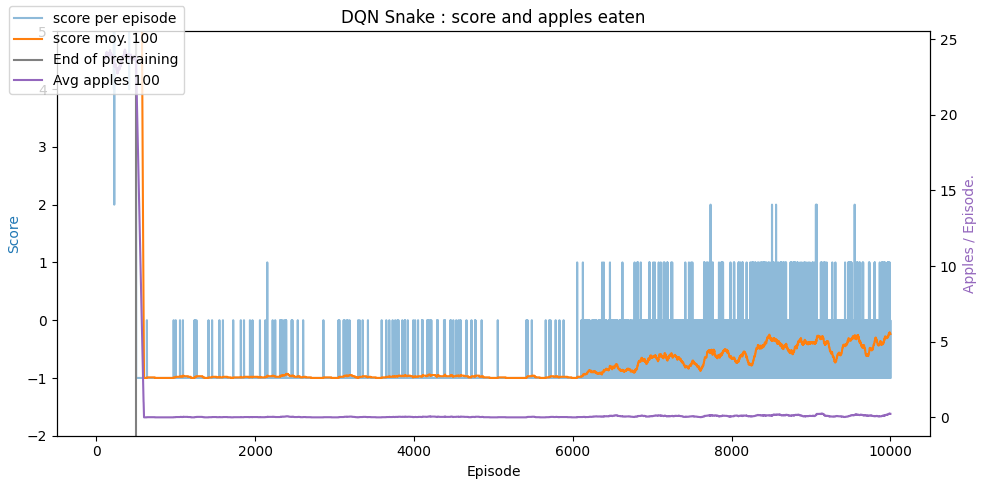 DQN Snake : score and apples eaten
score per episode
score moy. 100
End of pretraining
Avg apples 100
5
4
3
2
1
0
−1
−2
Score
25
20
15
10
5
0
Apples / Episode.
0
2000
4000
6000
8000
10000
Episode